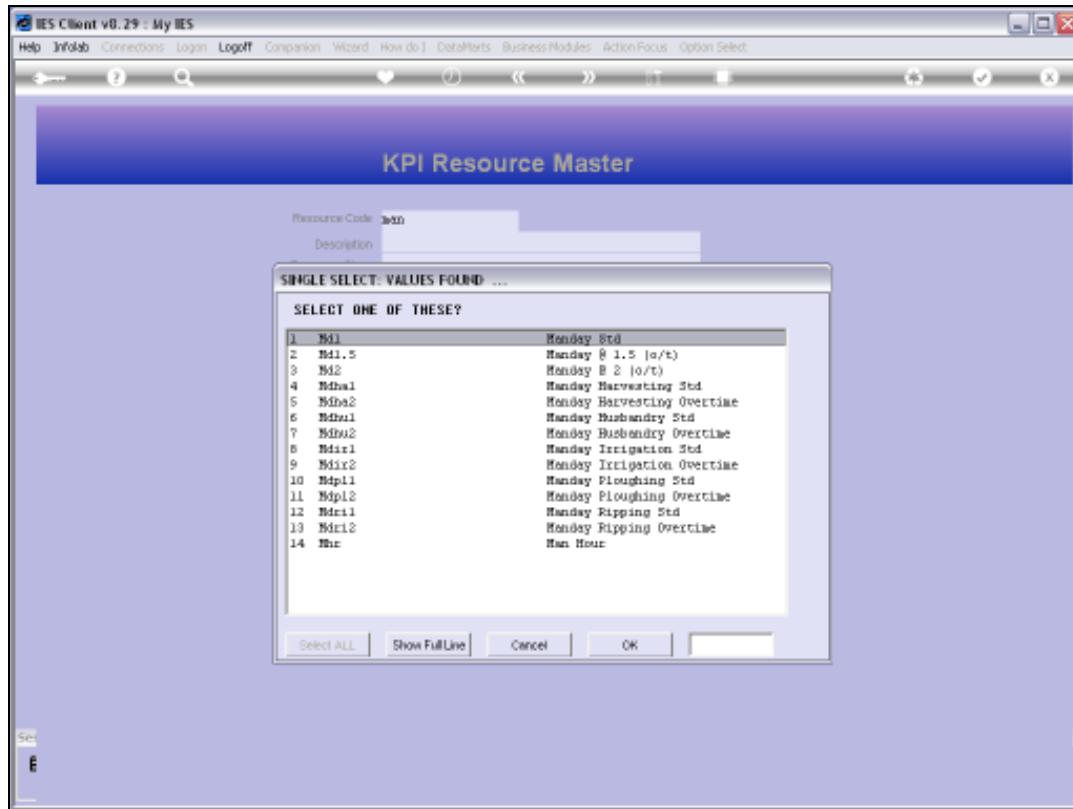 IES Client v8.29 : My IES
Help Infolab Connections Logon Logoff Companion Wizard How do I DataMarts Business Modules Action Focus Option Select
KPI Resource Master
Resource Code man
Description
SINGLE SELECT: VALUES FOUND ...
SELECT ONE OF THESE?
1 Md1 Manday Std
2 Md1.5 Manday @ 1.5 (o/t)
3 Md2 Manday @ 2 (o/t)
4 Mdha1 Manday Harvesting Std
5 Mdha2 Manday Harvesting Overtime
6 Mdhu1 Manday Husbandry Std
7 Mdhu2 Manday Husbandry Overtime
8 Mdir1 Manday Irrigation Std
9 Mdir2 Manday Irrigation Overtime
10 Mdpl1 Manday Ploughing Std
11 Mdpl2 Manday Ploughing Overtime
12 Mdri1 Manday Ripping Std
13 Mdri2 Manday Ripping Overtime
14 Mhr Man Hour
Select ALL Show Full Line Cancel OK